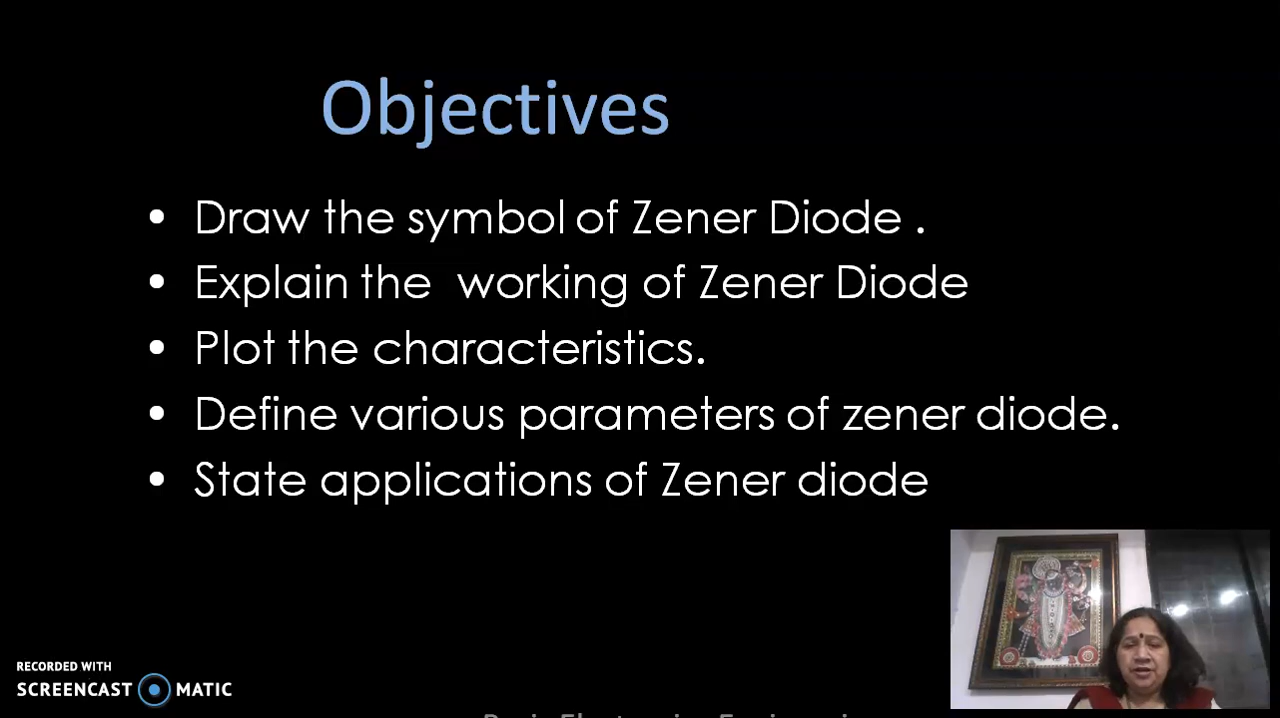 Objectives
• Draw the symbol of Zener Diode .
• Explain the working of Zener Diode
• Plot the characteristics.
• Define various parameters of zener diode.
• State applications of Zener diode
RECORDED WITH
SCREENCAST MATIC